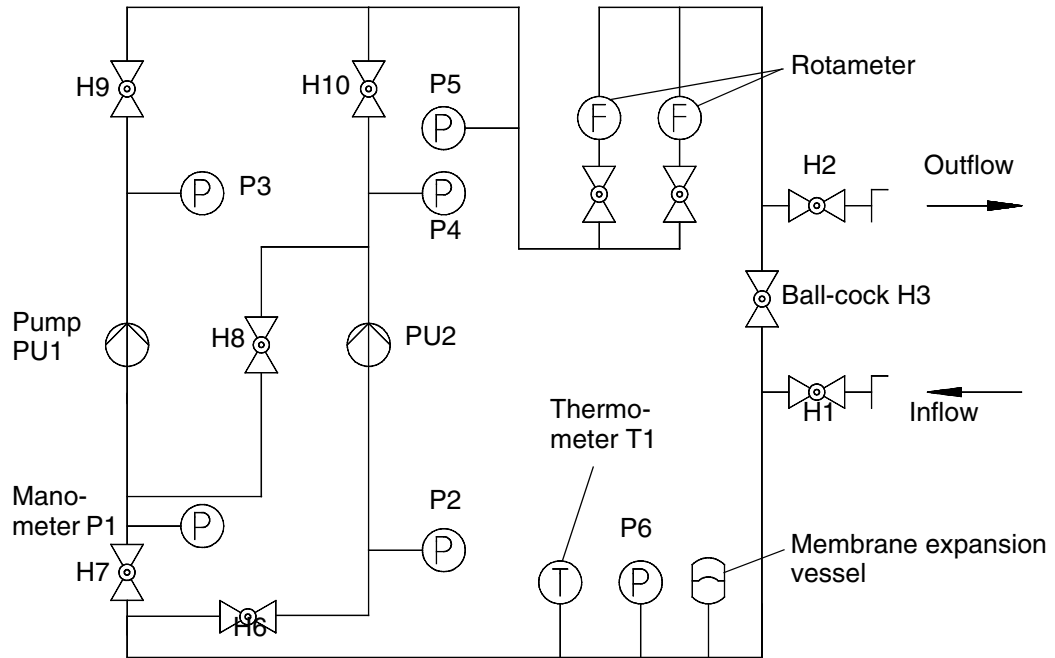 H9
H10
P5
P
F
F
Rotameter
P
P3
P
P4
H2
Outflow
Ball-cock H3
Pump
PU1
H8
PU2
H1
Inflow
Thermo-
meter T1
Mano-
meter P1
P
P2
P
H7
H6
T
P6
P
Membrane expansion
vessel